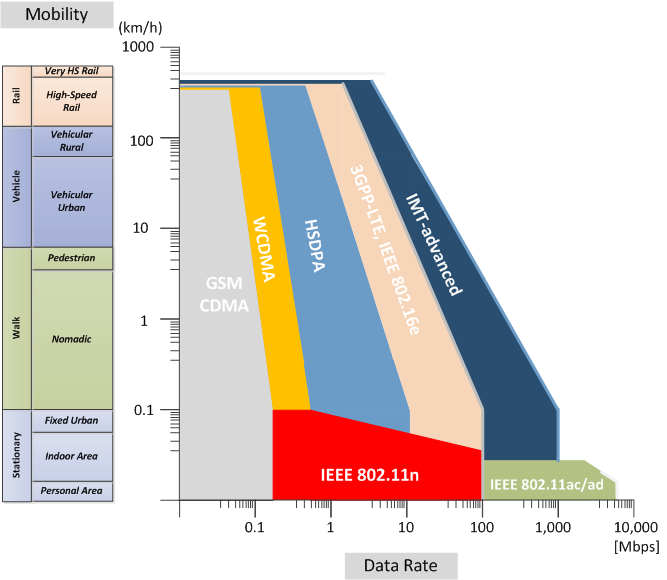 Mobility
(km/h)
1000
Very HS Rail
Rail
High-Speed
Rail
Vehicular
Rural
100
Vehicle
Vehicular
Urban
10
Pedestrian
Walk
Nomadic
1
0.1
Fixed Urban
Stationary
Indoor Area
Personal Area
GSM
CDMA
WCDMA
HSDPA
3GPP-LTE, IEEE 802.16e
IMT-advanced
IEEE 802.11n
IEEE 802.11ac/ad
0.1
1
10
100
1,000
10,000
[Mbps]
Data Rate